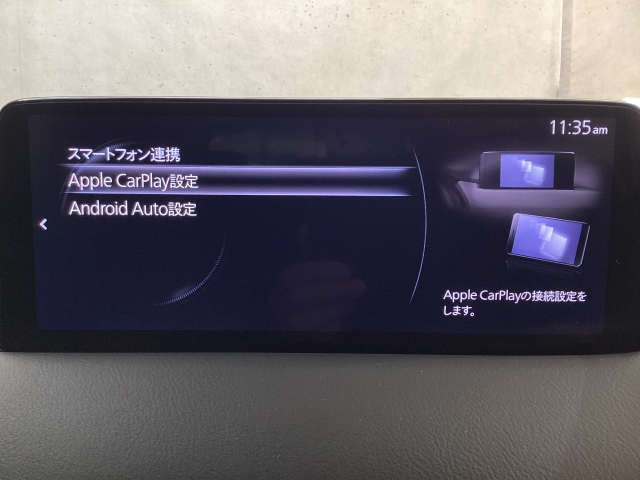 11:35am
スマートフォン連携
Apple CarPlay設定
Android Auto設定
Apple CarPlayの接続設定を
します。